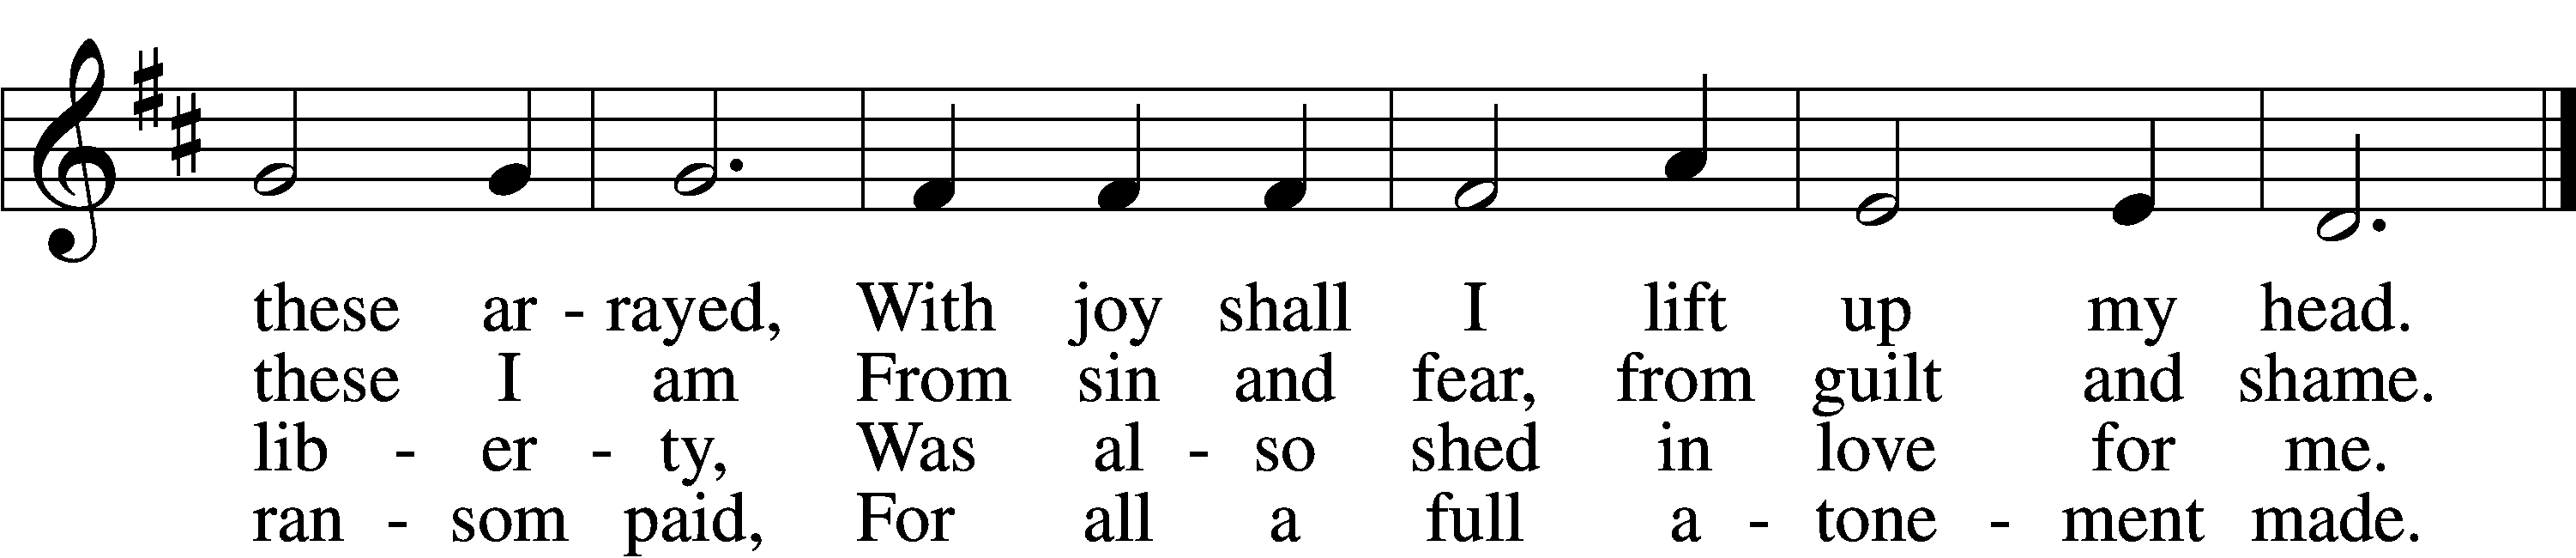 these ar - rayed, With joy shall I lift up my head.
these I am From sin and fear, from guilt and shame.
lib - er - ty, Was al - so shed in love for me.
ran - som paid, For all a full a - tone - ment made.